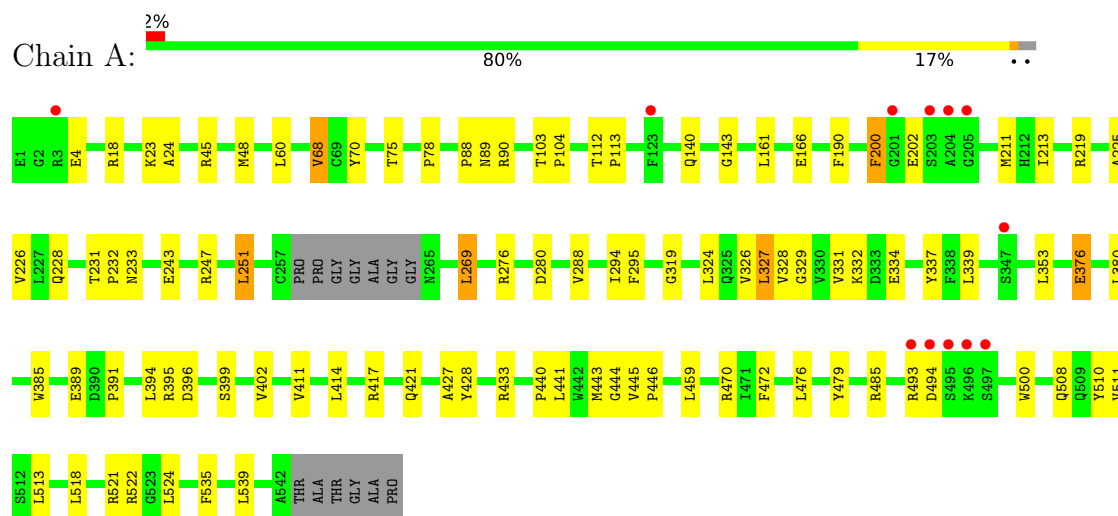 2%
Chain A:
80% 17% ..
E1 G2 R3 E4 R18 K23 A24 R45 M48 L60 V68 C69 Y70 T75 P78 P88 N89 R90 T103 P104 T112 P113 F123 Q140 G143 L161 E166 F190 F200 G201 E202 S203 A204 G205 M211 H212 I213 R219 A225
V226 L227 Q228 T231 P232 N233 E243 R247 L251 C257 PRO PRO GLY GLY ALA GLY GLY N265 L269 R276 D280 V288 I294 F295 G319 L324 Q325 V326 L327 V328 G329 V330 V331 K332 D333 E334 Y337 F338 L339 S347 L353 E376 L380
W385 E389 D390 P391 L394 R395 D396 S399 V402 V411 L414 R417 Q421 A427 Y428 R433 P440 L441 W442 M443 G444 V445 P446 L459 R470 I471 F472 L476 Y479 R485 R493 D494 S495 K496 S497 W500 Q508 Q509 Y510 V511
S512 L513 L518 R521 R522 G523 L524 F535 L539 A542 THR ALA THR GLY ALA PRO